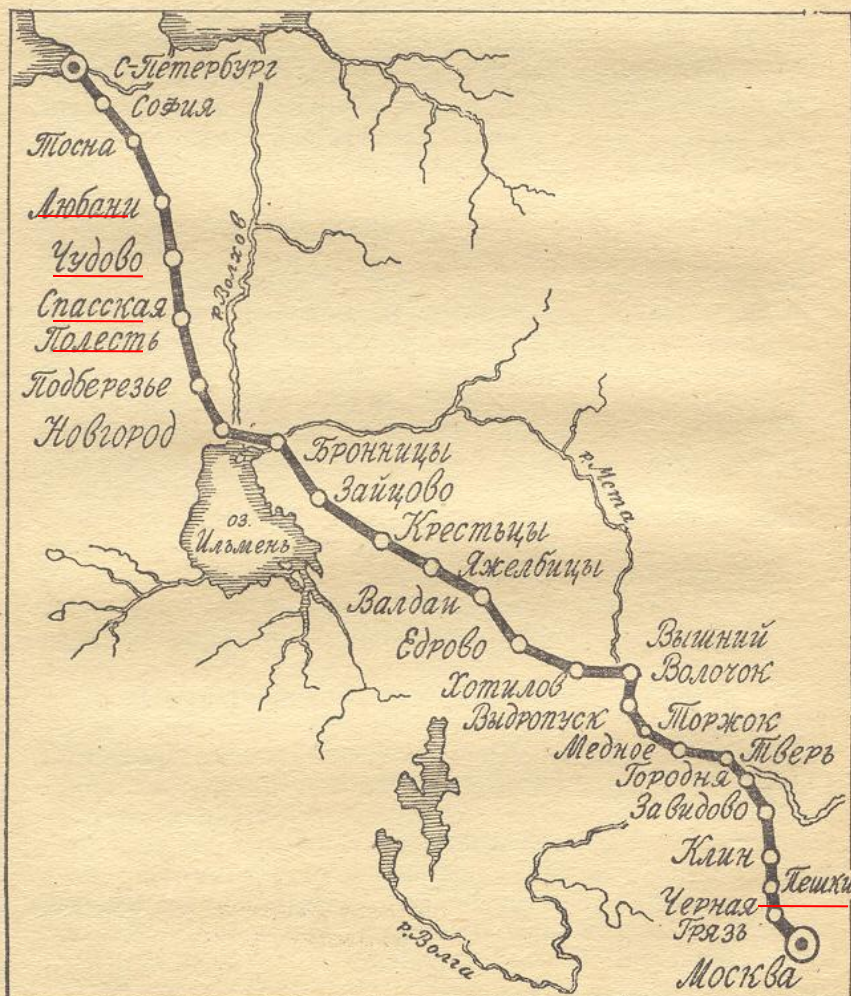 С-Петербург
София
Тосна
Любани
Чудово
р. Волхов
Спасская
Полесть
Подберезье
Новгород
Бронницы
Зайцово
р. Мста
оз.
Ильмень
Крестьцы
Яжелбицы
Валдаи
Едрово
Вышний
Волочок
Хотилов
Выдропуск
Торжок
Медное
Тверь
Городня
Завидово
Клин
Пешки
Черная
Грязь
р. Волга
Москва